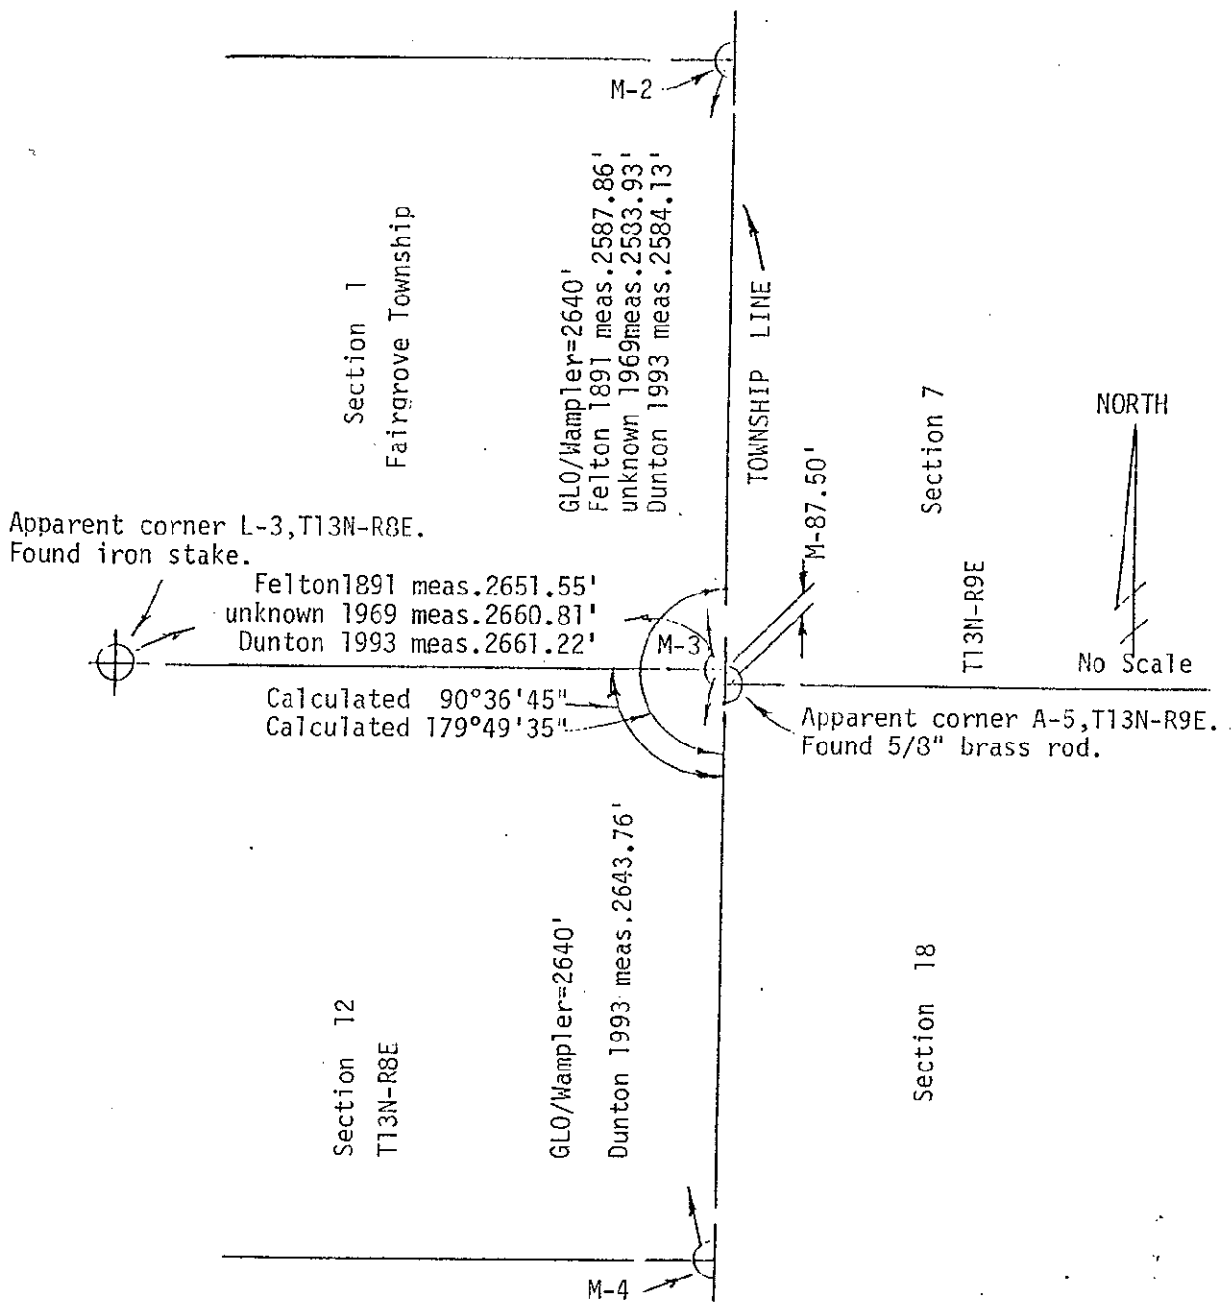 M-2
Section 1
Fairgrove Township
GLO/Wampler=2640'
Felton 1891 meas.2587.86'
unknown 1969meas.2583.93'
Dunton 1993 meas.2584.13'
TOWNSHIP LINE
Section 7
T13N-R9E
NORTH
No Scale
M-87.50'
Apparent corner L-3,T13N-R8E.
Found iron stake.
Felton1891 meas.2651.55'
unknown 1969 meas.2660.81'
Dunton 1993 meas.2661.22'
M-3
Calculated 90°36'45"
Calculated 179°49'35"
Apparent corner A-5,T13N-R9E.
Found 5/8" brass rod.
Section 12
T13N-R8E
GLO/Wampler=2640'
Dunton 1993 meas.2643.76'
Section 18
M-4